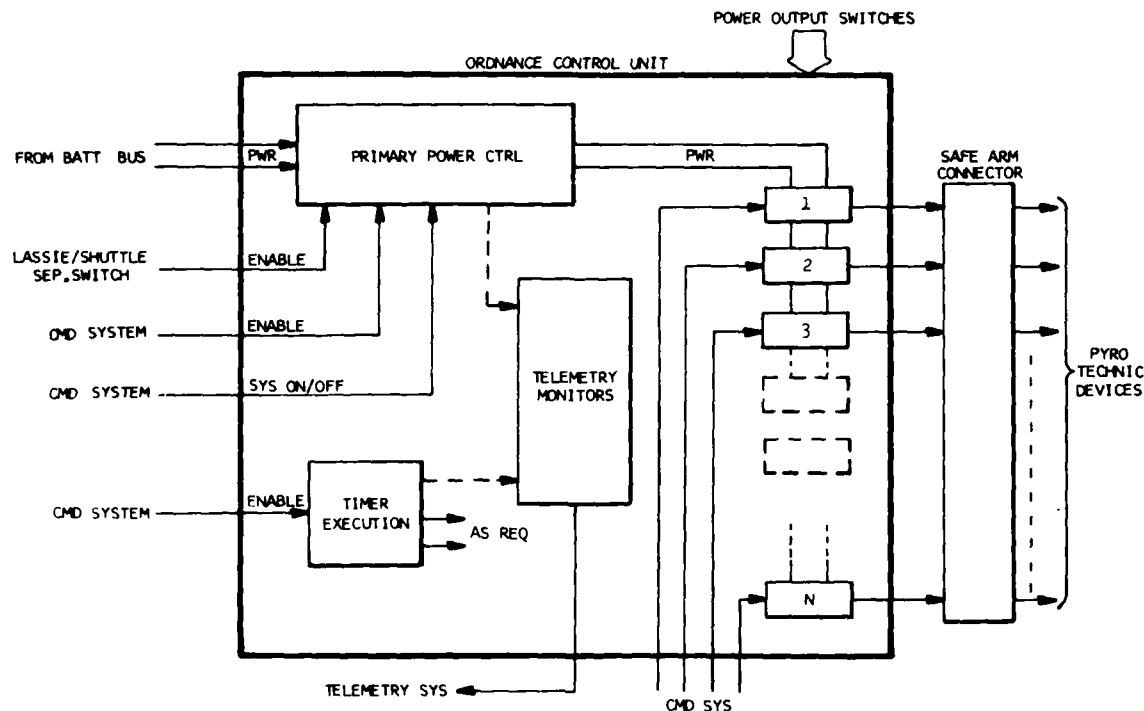 POWER OUTPUT SWITCHES
ORDNANCE CONTROL UNIT
FROM BATT BUS
PWR
PRIMARY POWER CTRL
PWR
SAFE ARM
CONNECTOR
1
LASSIE/SHUTTLE
SEP.SWITCH
ENABLE
2
CMD SYSTEM
ENABLE
3
CMD SYSTEM
SYS ON/OFF
TELEMETRY
MONITORS
PYRO
TECHNIC
DEVICES
CMD SYSTEM
ENABLE
TIMER
EXECUTION
AS REQ
N
TELEMETRY SYS
CMD SYS